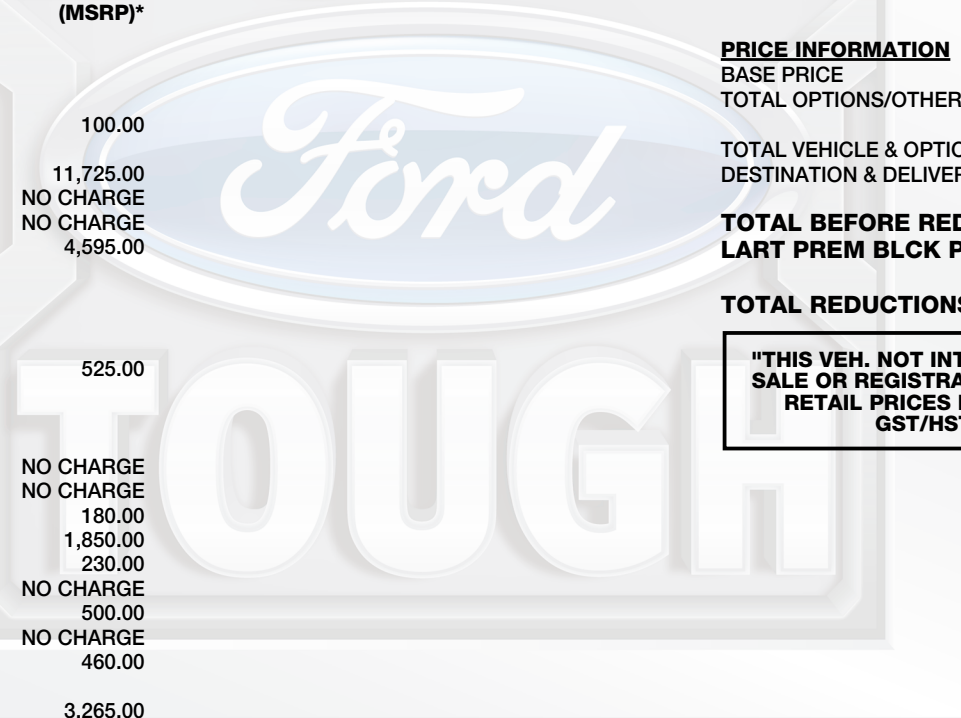 (MSRP)*
100.00
11,725.00
NO CHARGE
NO CHARGE
4,595.00
525.00
NO CHARGE
NO CHARGE
180.00
1,850.00
230.00
NO CHARGE
500.00
NO CHARGE
460.00
3,265.00
PRICE INFORMATION
BASE PRICE
TOTAL OPTIONS/OTHER
TOTAL VEHICLE & OPTIO
DESTINATION & DELIVER
TOTAL BEFORE RED
LART PREM BLCK P
TOTAL REDUCTIONS
"THIS VEH. NOT INT
SALE OR REGISTRA
RETAIL PRICES
GST/HST
Ford
TOUGH